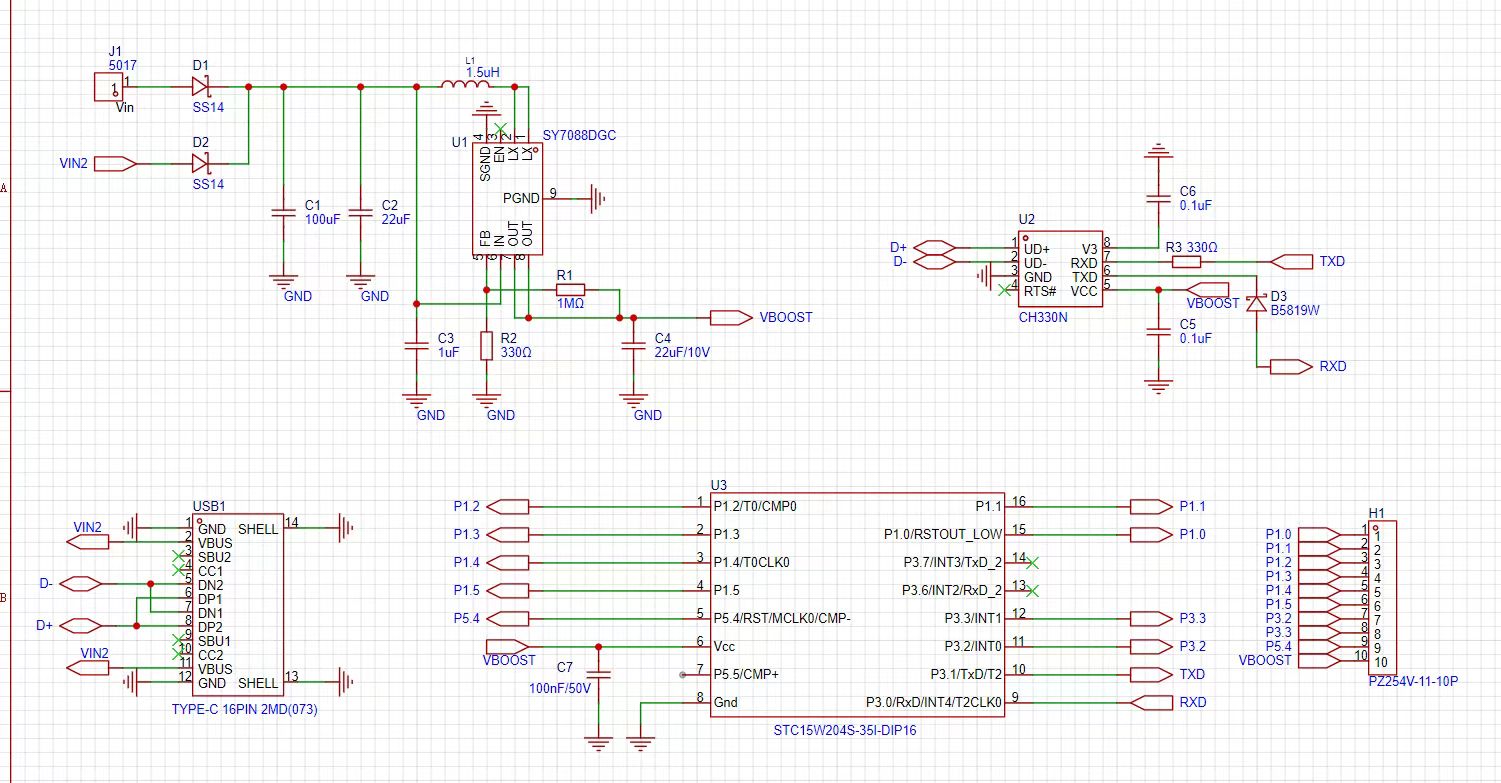 J1
5017
1
1
Vin
D1
SS14
VIN2
D2
SS14
C1
100uF
GND
C2
22uF
GND
L1
1.5uH
U1
SY7088DGC
4
3
2
1
SGND
EN
LX
LX
PGND
9
FB
IN
OUT
OUT
5
6
7
8
R1
1MΩ
VBOOST
C3
1uF
GND
R2
330Ω
GND
C4
22uF/10V
GND
C6
0.1uF
U2
D+
D-
1
2
3
4
UD+
UD-
GND
RTS#
V3
RXD
TXD
VCC
8
7
6
5
CH330N
R3 330Ω
TXD
VBOOST
D3
B5819W
C5
0.1uF
RXD
A
B
USB1
VIN2
D-
D+
VIN2
1 GND
2 VBUS
3 SBU2
4 CC1
5 DN2
6 DP1
7 DN1
8 DP2
9 SBU1
10 CC2
11 VBUS
12 GND
SHELL 14
SHELL 13
TYPE-C 16PIN 2MD(073)
U3
P1.2 1 P1.2/T0/CMP0
P1.3 2 P1.3
P1.4 3 P1.4/T0CLK0
P1.5 4 P1.5
P5.4 5 P5.4/RST/MCLK0/CMP-
VBOOST 6 Vcc
7 P5.5/CMP+
8 Gnd
C7
100nF/50V
P1.1 16 P1.1
P1.0/RSTOUT_LOW 15 P1.0
P3.7/INT3/TxD_2 14
P3.6/INT2/RxD_2 13
P3.3/INT1 12 P3.3
P3.2/INT0 11 P3.2
P3.1/TxD/T2 10 TXD
P3.0/RxD/INT4/T2CLK0 9 RXD
STC15W204S-35I-DIP16
H1
P1.0 1 1
P1.1 2 2
P1.2 3 3
P1.3 4 4
P1.4 5 5
P1.5 6 6
P3.2 7 7
P3.3 8 8
P5.4 9 9
VBOOST 10 10
PZ254V-11-10P